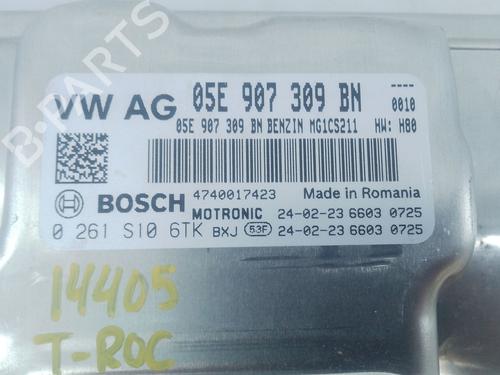 B-PARTS
VW AG 05E 907 309 BN ----
0010
05E 907 309 BN BENZIN MG1CS211 HW: H80
BOSCH 4740017423 Made in Romania
MOTRONIC 24-02-23 6603 0725
0 261 S10 6TK BXJ 53F 24-02-23 6603 0725
14405
T-ROC